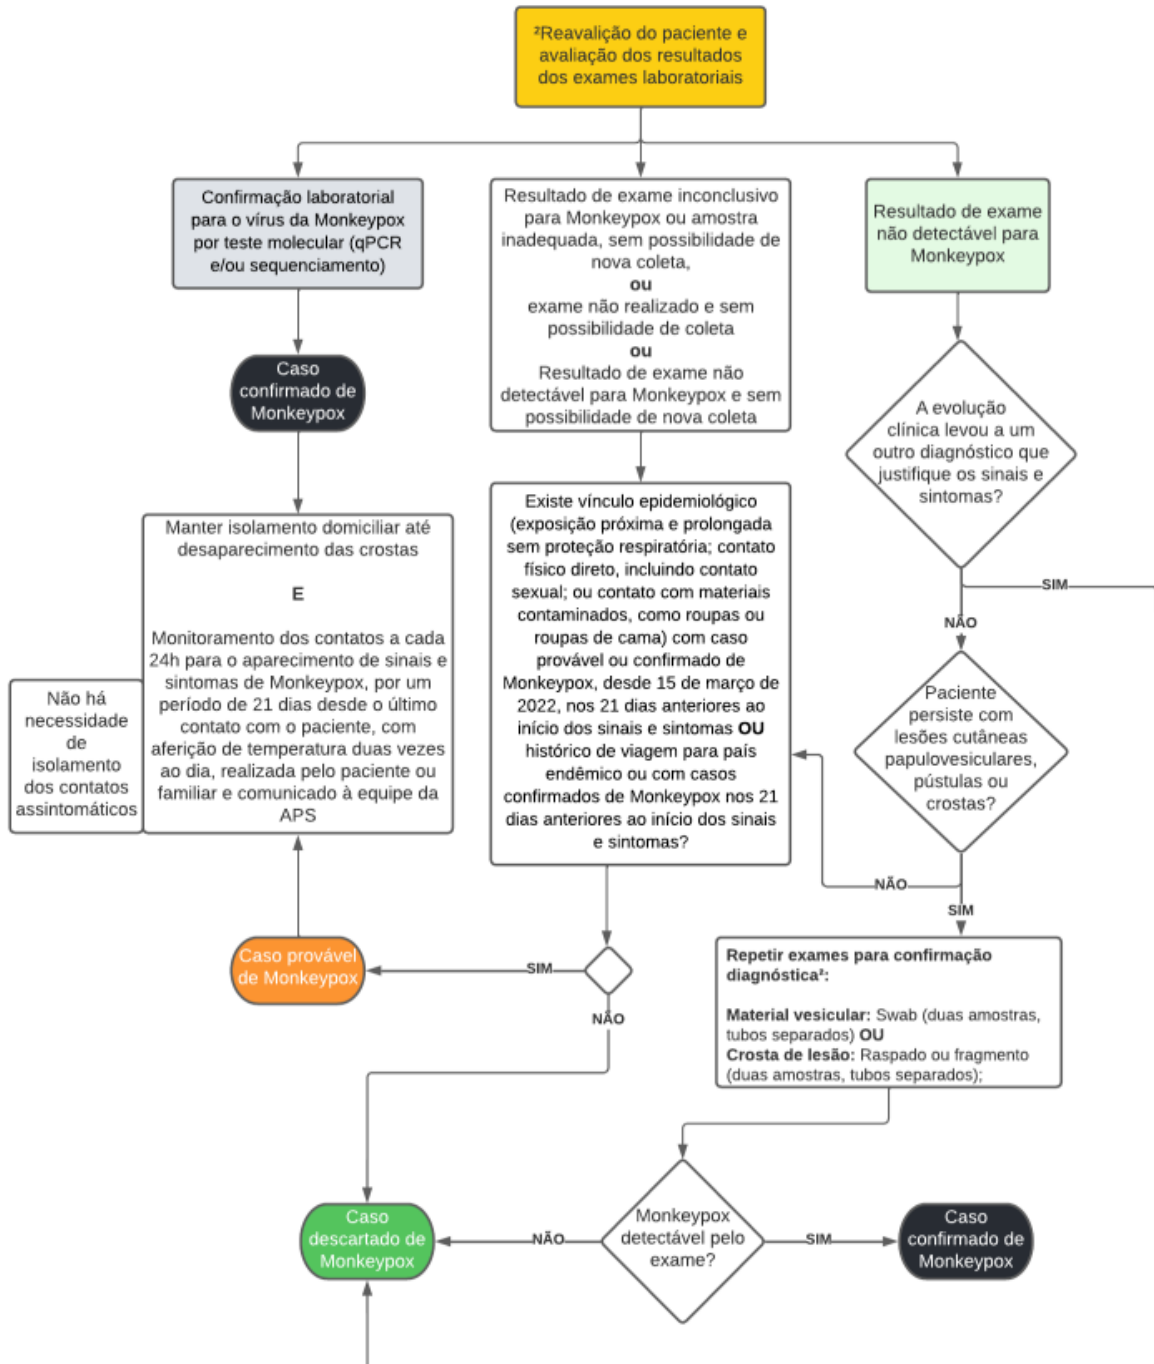 ²Reavalição do paciente e
avaliação dos resultados
dos exames laboratoriais
Confirmação laboratorial
para o vírus da Monkeypox
por teste molecular (qPCR
e/ou sequenciamento)
Resultado de exame inconclusivo
para Monkeypox ou amostra
inadequada, sem possibilidade de
nova coleta,
ou
exame não realizado e sem
possibilidade de coleta
ou
Resultado de exame não
detectável para Monkeypox e sem
possibilidade de nova coleta
Resultado de exame
não detectável para
Monkeypox
Caso
confirmado de
Monkeypox
A evolução
clínica levou a um
outro diagnóstico que
justifique os sinais e
sintomas?
SIM
NÃO
Manter isolamento domiciliar até
desaparecimento das crostas
E
Monitoramento dos contatos a cada
24h para o aparecimento de sinais e
sintomas de Monkeypox, por um
período de 21 dias desde o último
contato com o paciente, com
aferição de temperatura duas vezes
ao dia, realizada pelo paciente ou
familiar e comunicado à equipe da
APS
Não há
necessidade
de
isolamento
dos contatos
assintomáticos
Existe vínculo epidemiológico
(exposição próxima e prolongada
sem proteção respiratória; contato
físico direto, incluindo contato
sexual; ou contato com materiais
contaminados, como roupas ou
roupas de cama) com caso
provável ou confirmado de
Monkeypox, desde 15 de março de
2022, nos 21 dias anteriores ao
início dos sinais e sintomas OU
histórico de viagem para país
endêmico ou com casos
confirmados de Monkeypox nos 21
dias anteriores ao início dos sinais
e sintomas?
Paciente
persiste com
lesões cutâneas
papulovesiculares,
pústulas ou
crostas?
NÃO
SIM
Caso provável
de Monkeypox
SIM
NÃO
Repetir exames para confirmação
diagnóstica²:
Material vesicular: Swab (duas amostras,
tubos separados) OU
Crosta de lesão: Raspado ou fragmento
(duas amostras, tubos separados);
Caso
descartado de
Monkeypox
NÃO
Monkeypox
detectável pelo
exame?
SIM
Caso
confirmado de
Monkeypox